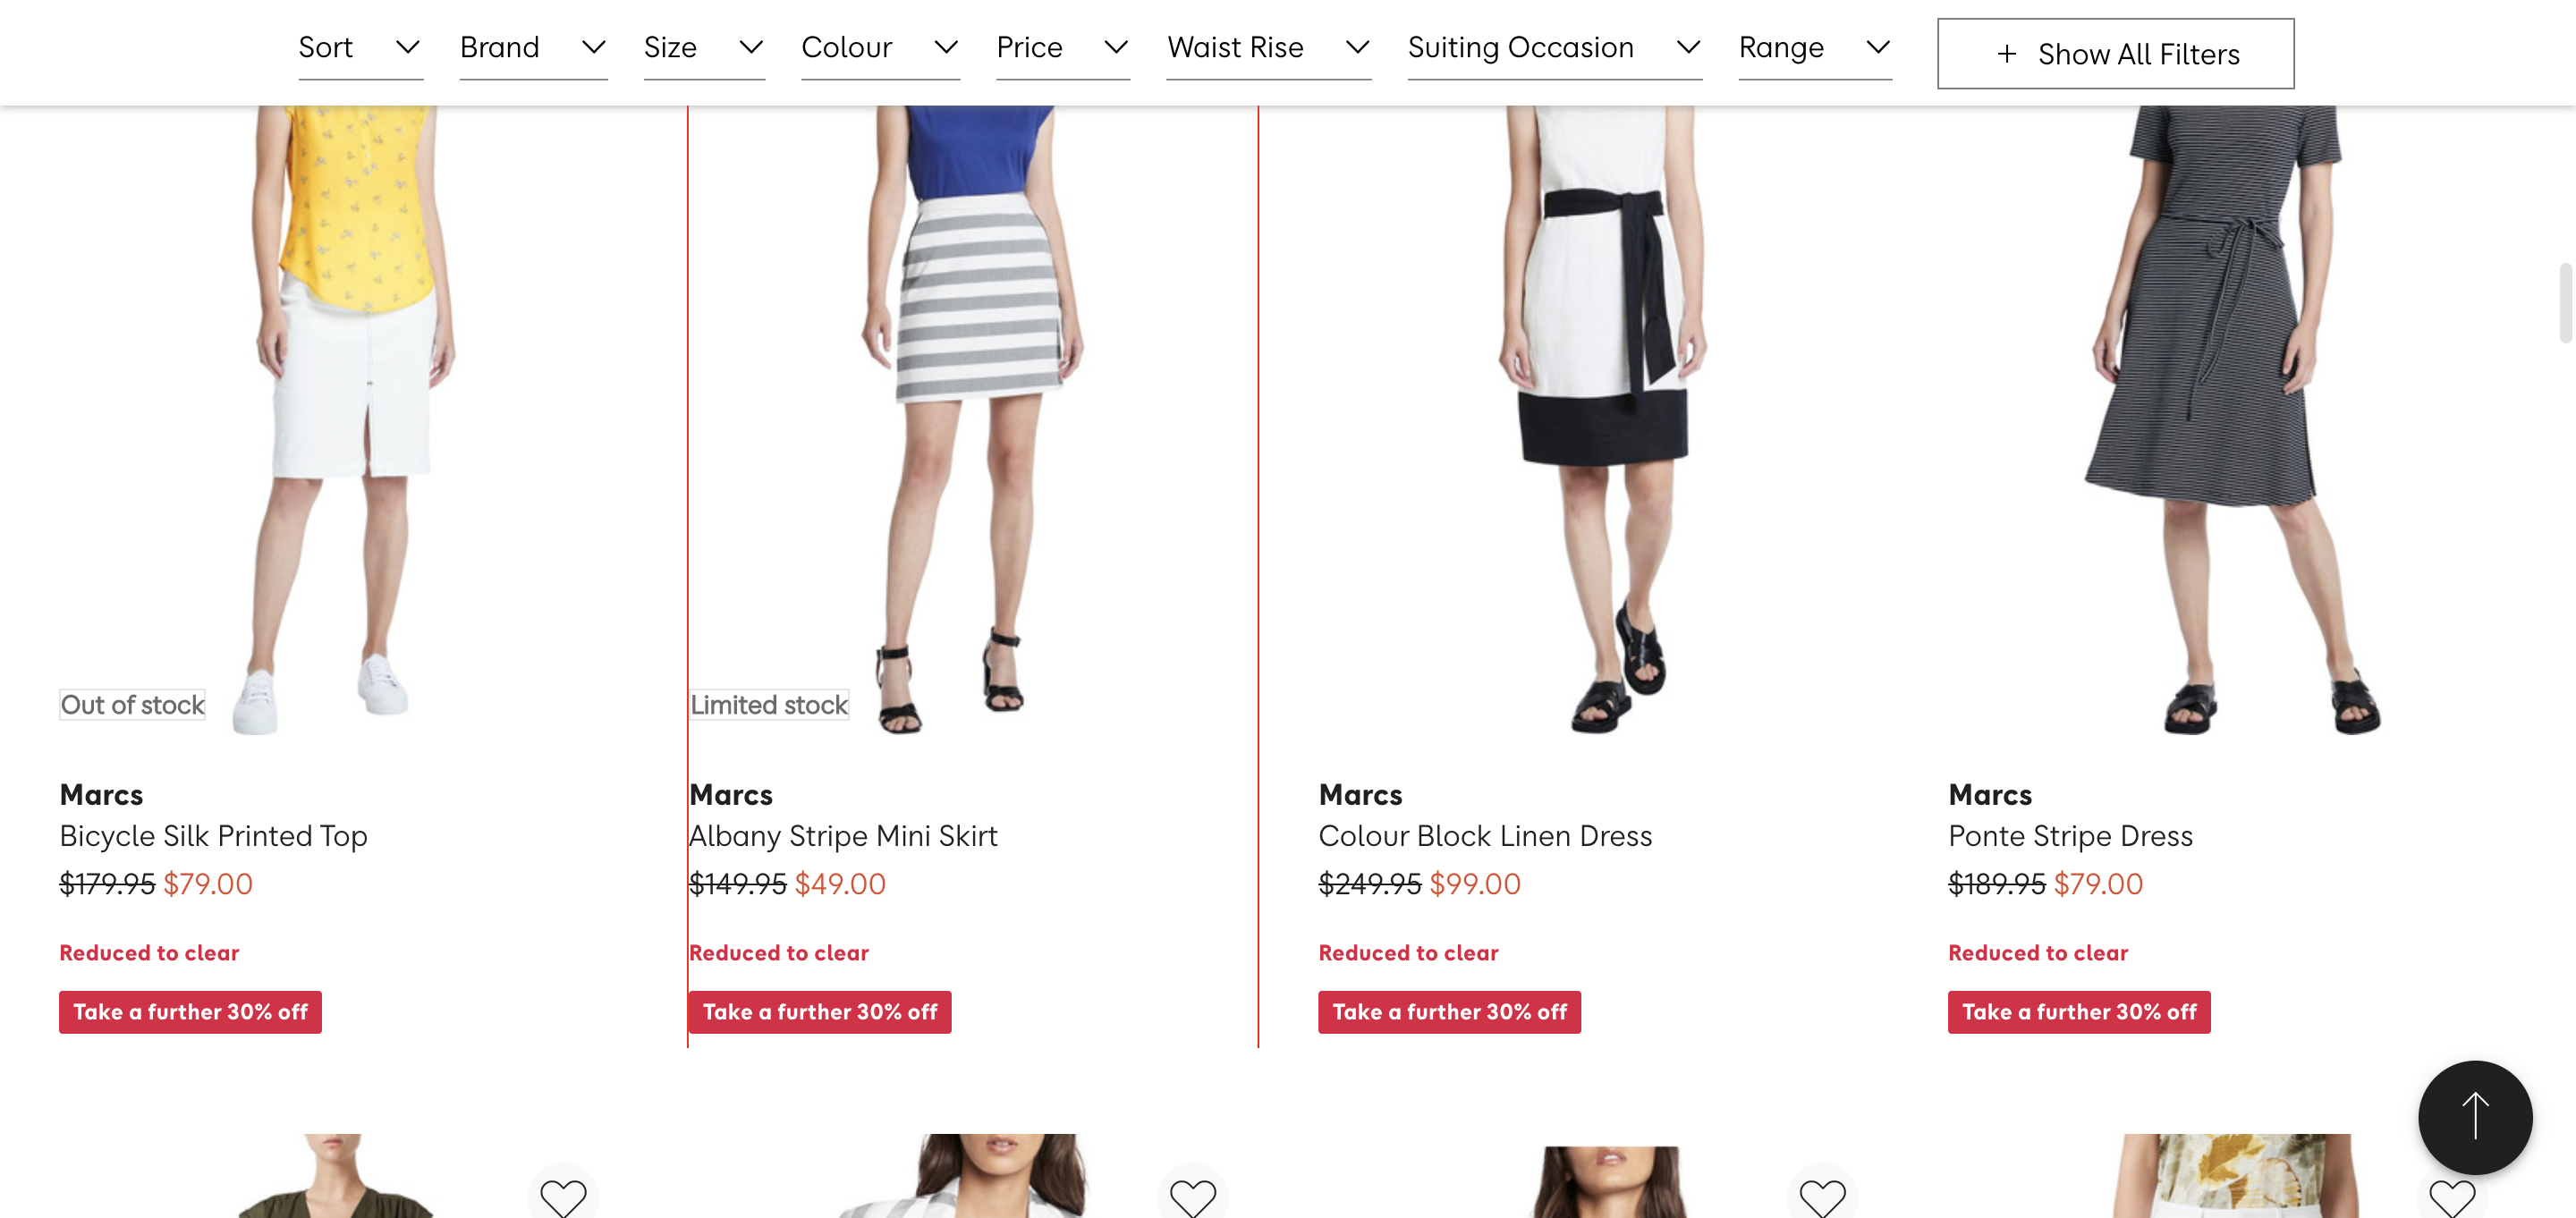 Sort Brand Size Colour Price Waist Rise Suiting Occasion Range + Show All Filters
Out of stock
Limited stock
Marcs
Bicycle Silk Printed Top
$179.95 $79.00
Reduced to clear
Take a further 30% off
Marcs
Albany Stripe Mini Skirt
$149.95 $49.00
Reduced to clear
Take a further 30% off
Marcs
Colour Block Linen Dress
$249.95 $99.00
Reduced to clear
Take a further 30% off
Marcs
Ponte Stripe Dress
$189.95 $79.00
Reduced to clear
Take a further 30% off